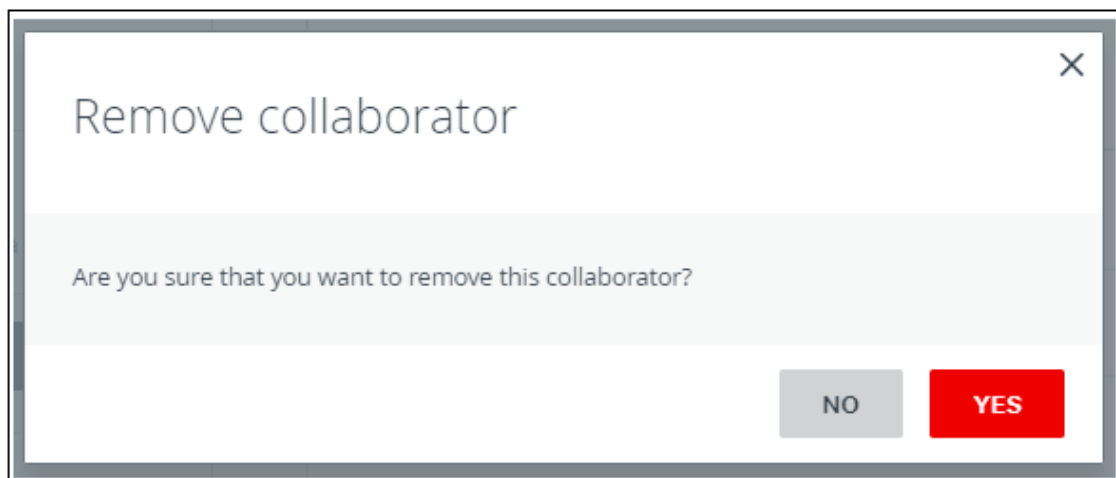 Remove collaborator
Are you sure that you want to remove this collaborator?
NO
YES